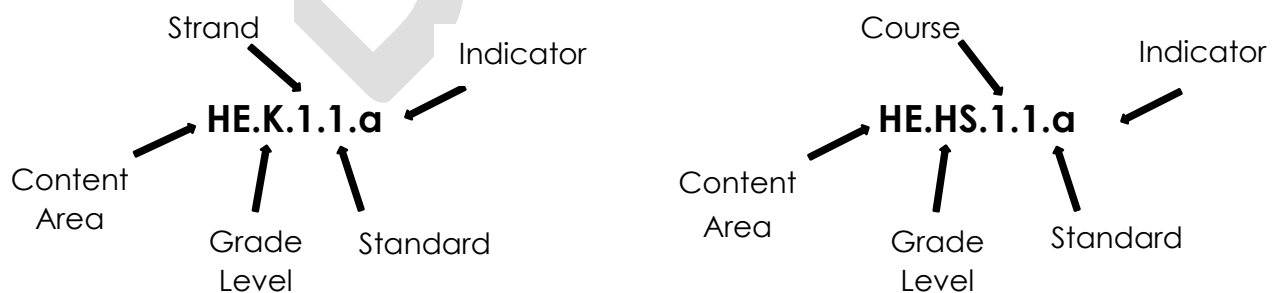 Strand
Indicator
HE.K.1.1.a
Content
Area
Grade
Level
Standard
Course
Indicator
HE.HS.1.1.a
Content
Area
Grade
Level
Standard